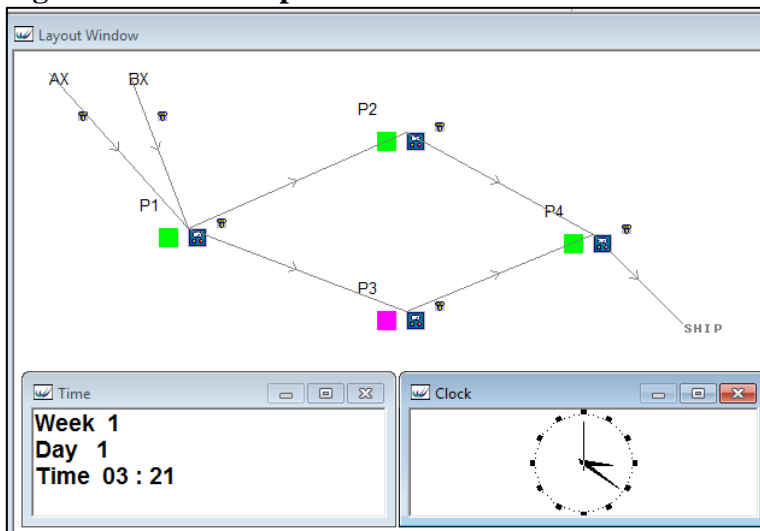 Layout Window
AX BX
P2
P1
P4
P3
SHIP
Time
Week 1
Day 1
Time 03 : 21
Clock